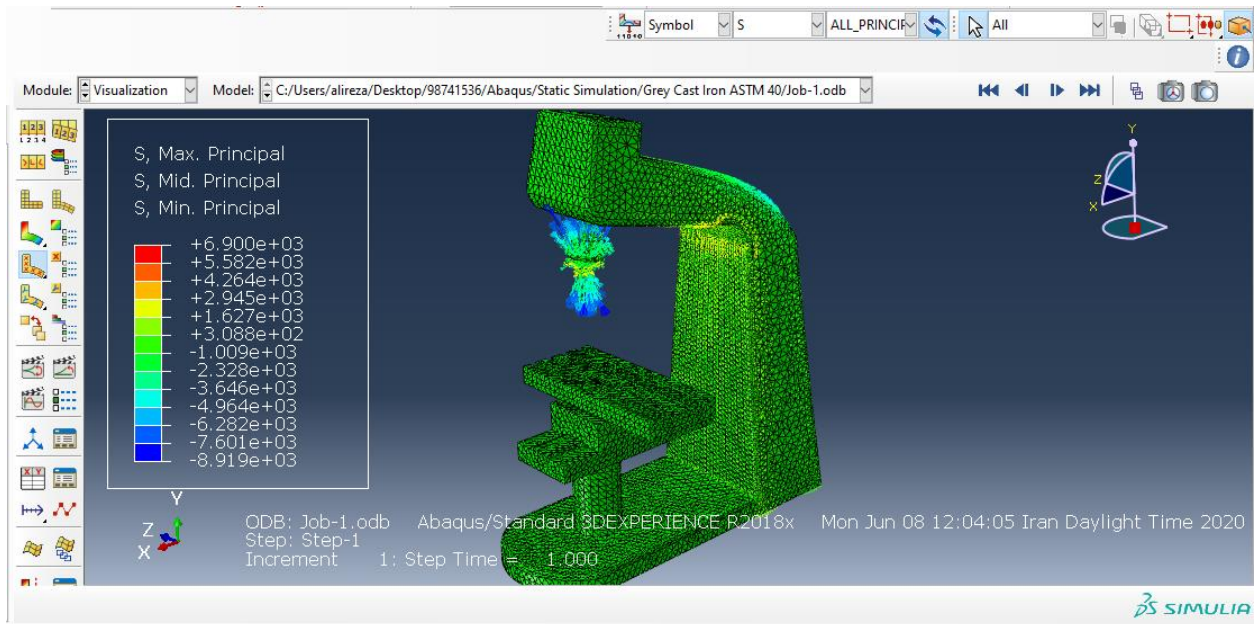 Symbol S ALL_PRINCIF All
Module: Visualization Model: C:/Users/alireza/Desktop/98741536/Abaqus/Static Simulation/Grey Cast Iron ASTM 40/Job-1.odb
S, Max. Principal
S, Mid. Principal
S, Min. Principal
+6.900e+03
+5.582e+03
+4.264e+03
+2.945e+03
+1.627e+03
+3.088e+02
-1.009e+03
-2.328e+03
-3.646e+03
-4.964e+03
-6.282e+03
-7.601e+03
-8.919e+03
Y
Z
X
Y
Z
X
ODB: Job-1.odb Abaqus/Standard 3DEXPERIENCE R2018x Mon Jun 08 12:04:05 Iran Daylight Time 2020
Step: Step-1
Increment 1: Step Time = 1.000
SIMULIA